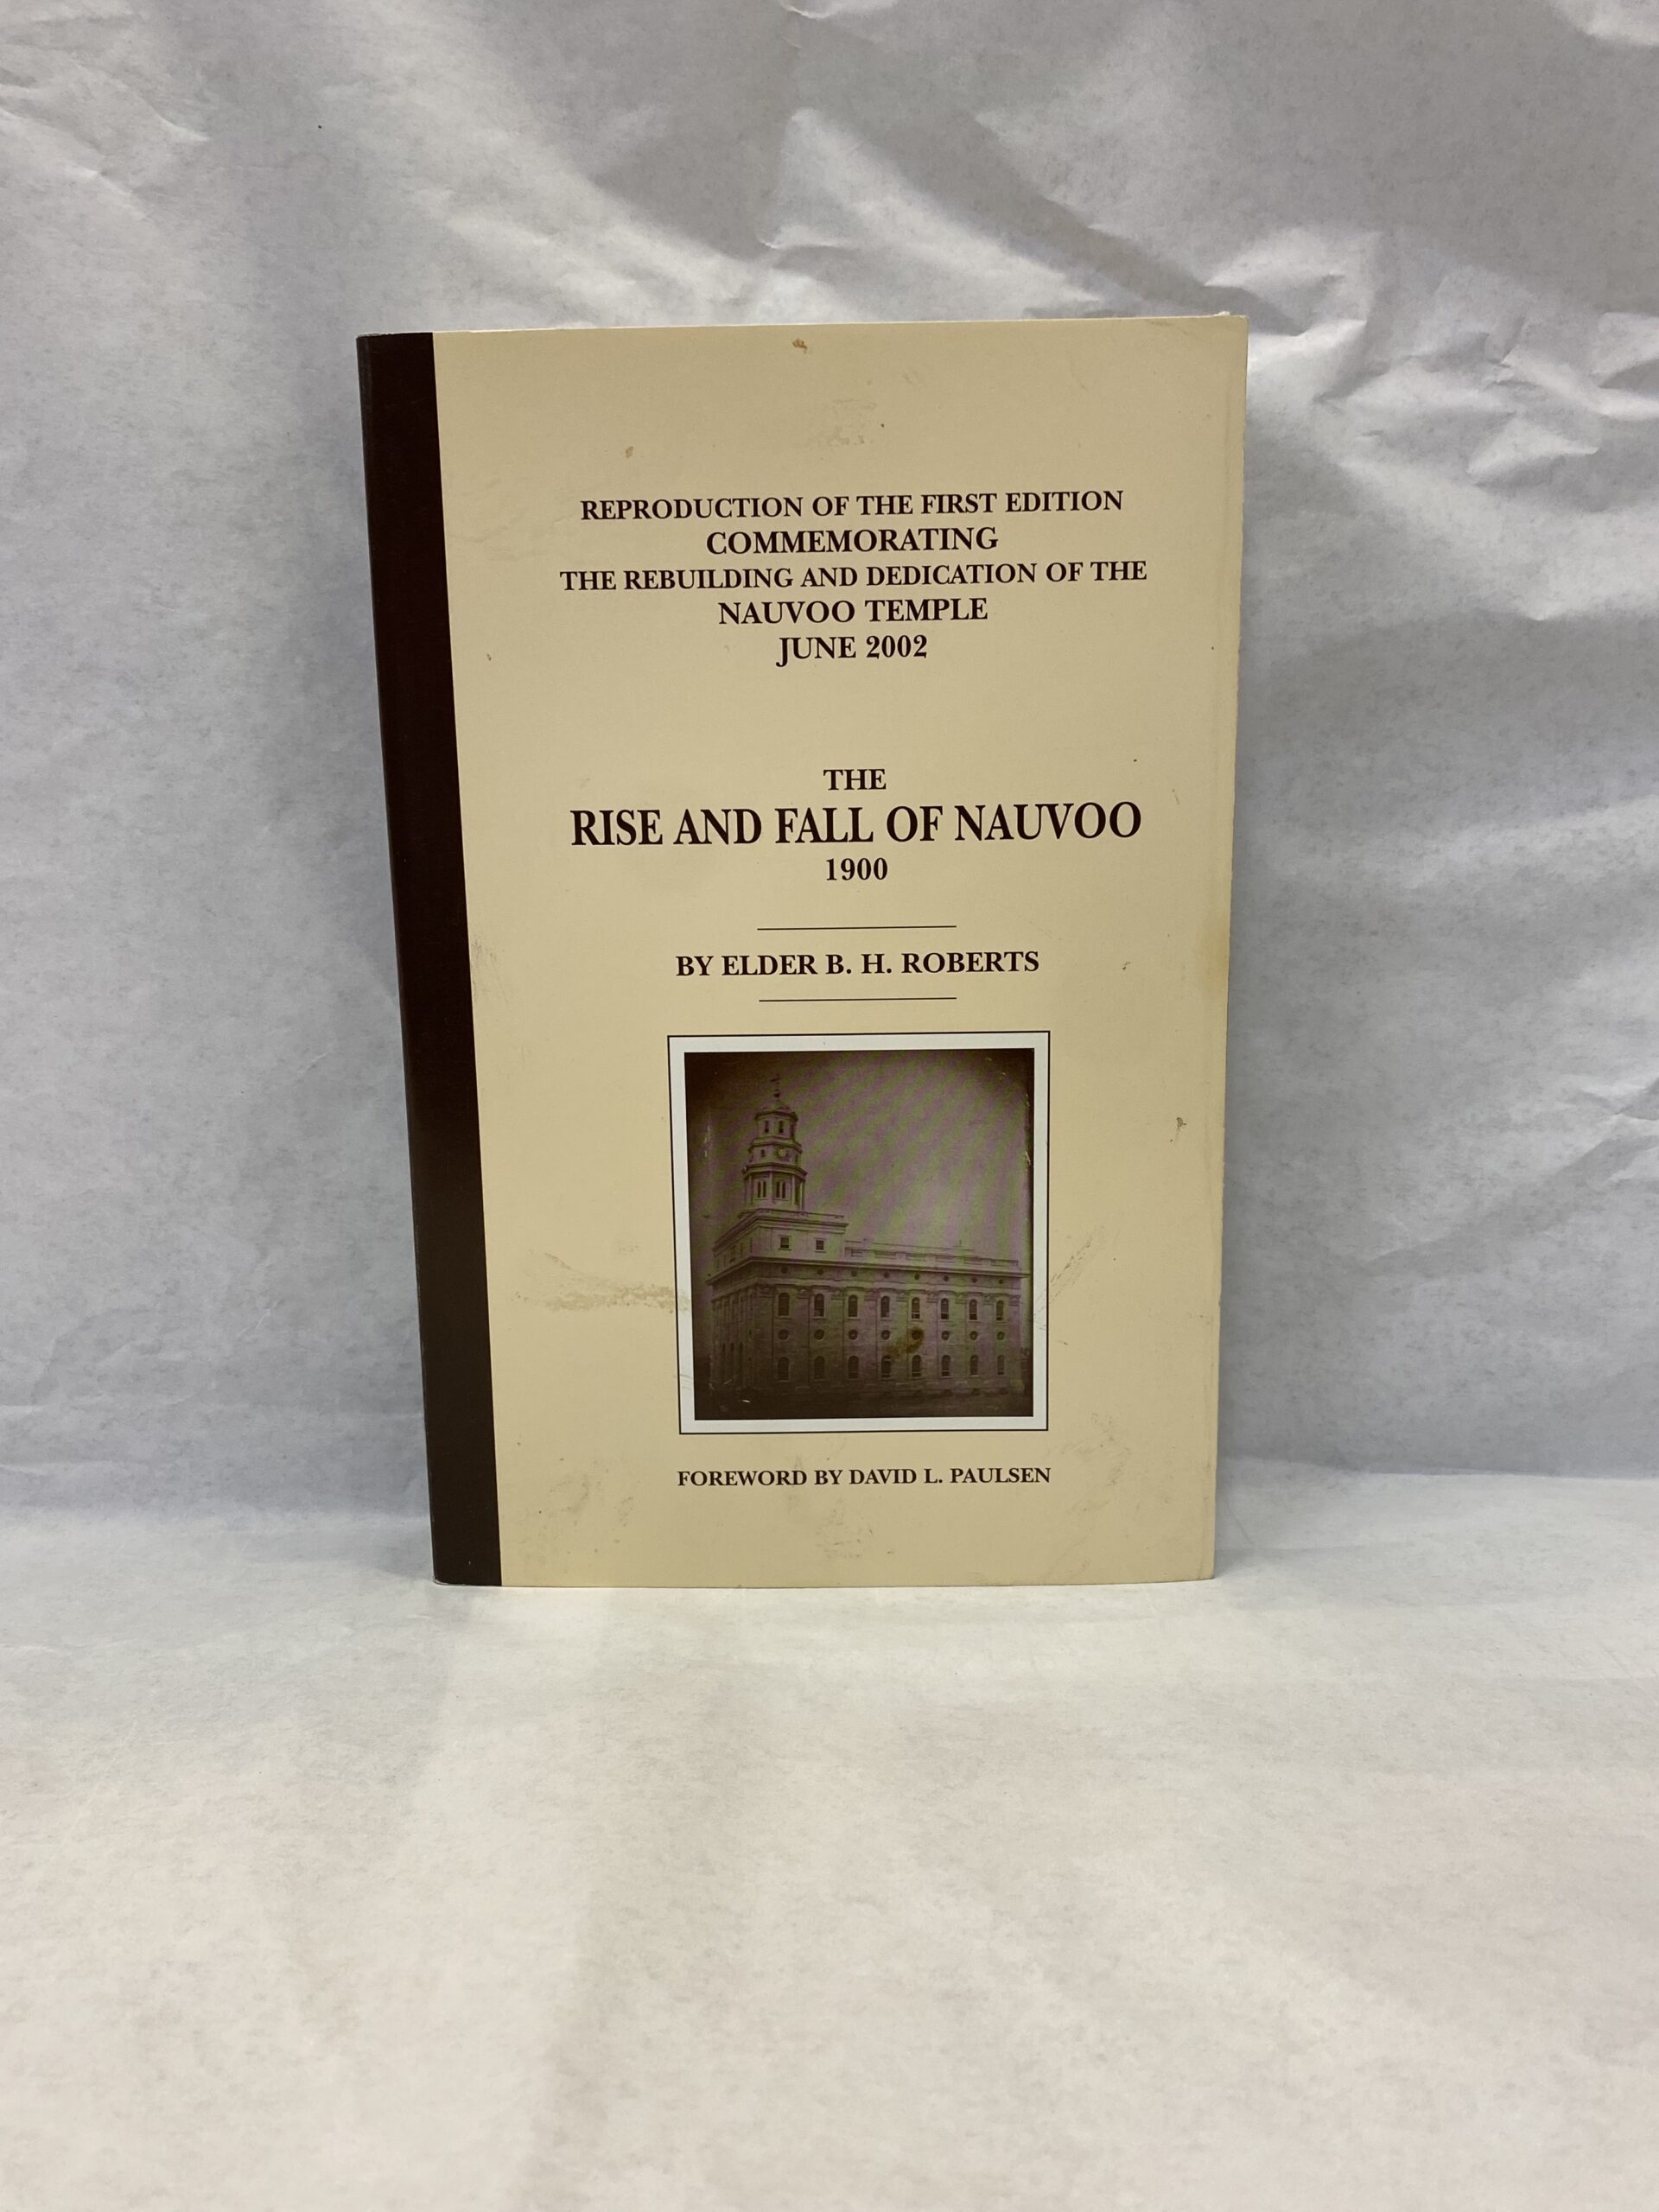 REPRODUCTION OF THE FIRST EDITION
COMMEMORATING
THE REBUILDING AND DEDICATION OF THE
NAUVOO TEMPLE
JUNE 2002
THE
RISE AND FALL OF NAUVOO
1900
BY ELDER B. H. ROBERTS
FOREWORD BY DAVID L. PAULSEN